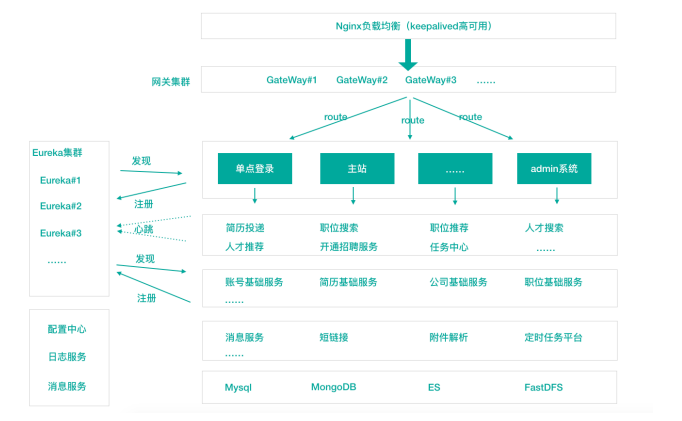 Nginx负载均衡（keepalived高可用）
网关集群
GateWay#1 GateWay#2 GateWay#3 ……
route route route
Eureka集群
Eureka#1
Eureka#2
Eureka#3
……
发现
注册
心跳
发现
注册
单点登录 主站 …… admin系统
简历投递 职位搜索 职位推荐 人才搜索
人才推荐 开通招聘服务 任务中心 ……
账号基础服务 简历基础服务 公司基础服务 职位基础服务
……
配置中心
日志服务
消息服务
消息服务 短链接 附件解析 定时任务平台
……
Mysql MongoDB ES FastDFS